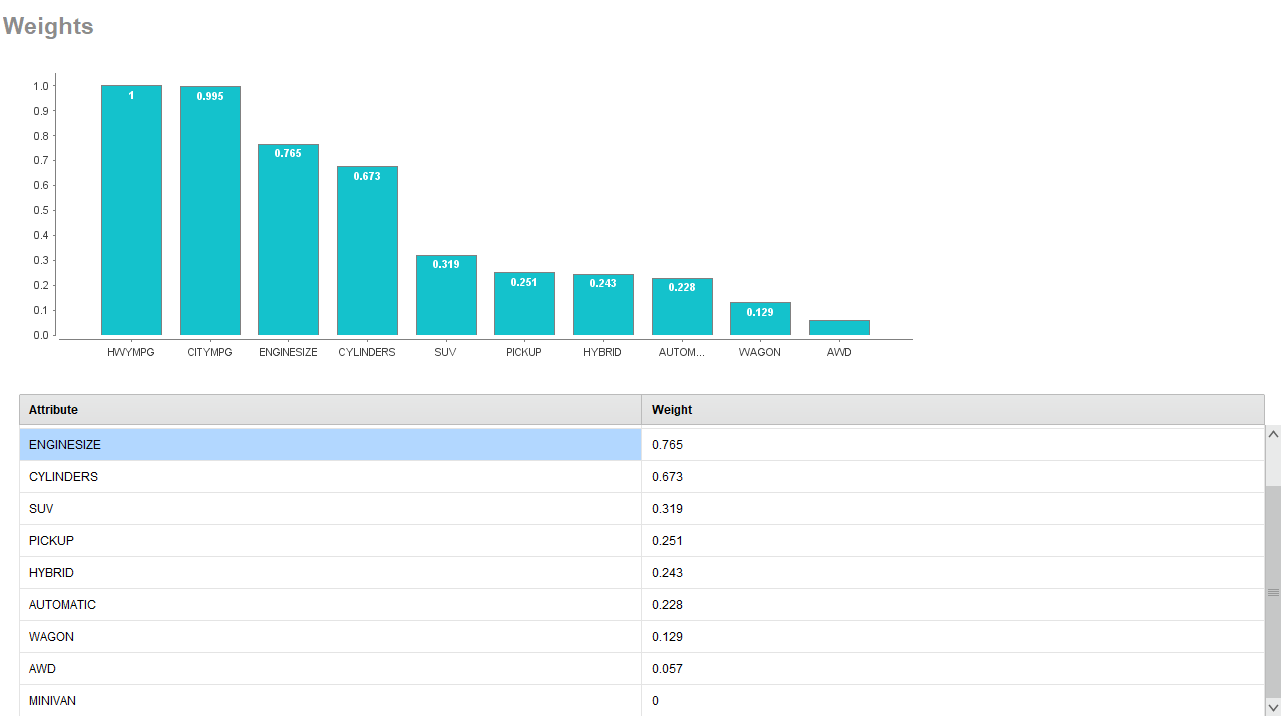 Weights
1.0
0.9
0.8
0.7
0.6
0.5
0.4
0.3
0.2
0.1
0.0
1 0.995 0.765 0.673 0.319 0.251 0.243 0.228 0.129
HWYMPG CITYMPG ENGINESIZE CYLINDERS SUV PICKUP HYBRID AUTOM... WAGON AWD
Attribute Weight
ENGINESIZE 0.765
CYLINDERS 0.673
SUV 0.319
PICKUP 0.251
HYBRID 0.243
AUTOMATIC 0.228
WAGON 0.129
AWD 0.057
MINIVAN 0